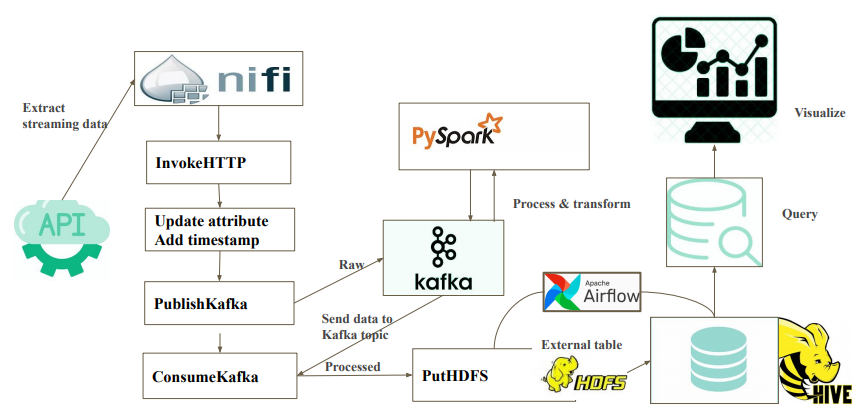 nifi
Extract
streaming data
InvokeHTTP
API
Update attribute
Add timestamp
PublishKafka
ConsumeKafka
PySpark
Process & transform
kafka
Raw
Send data to
Kafka topic
Processed
PutHDFS
APACHE
Airflow
External table
HDFS
HIVE
Query
Visualize